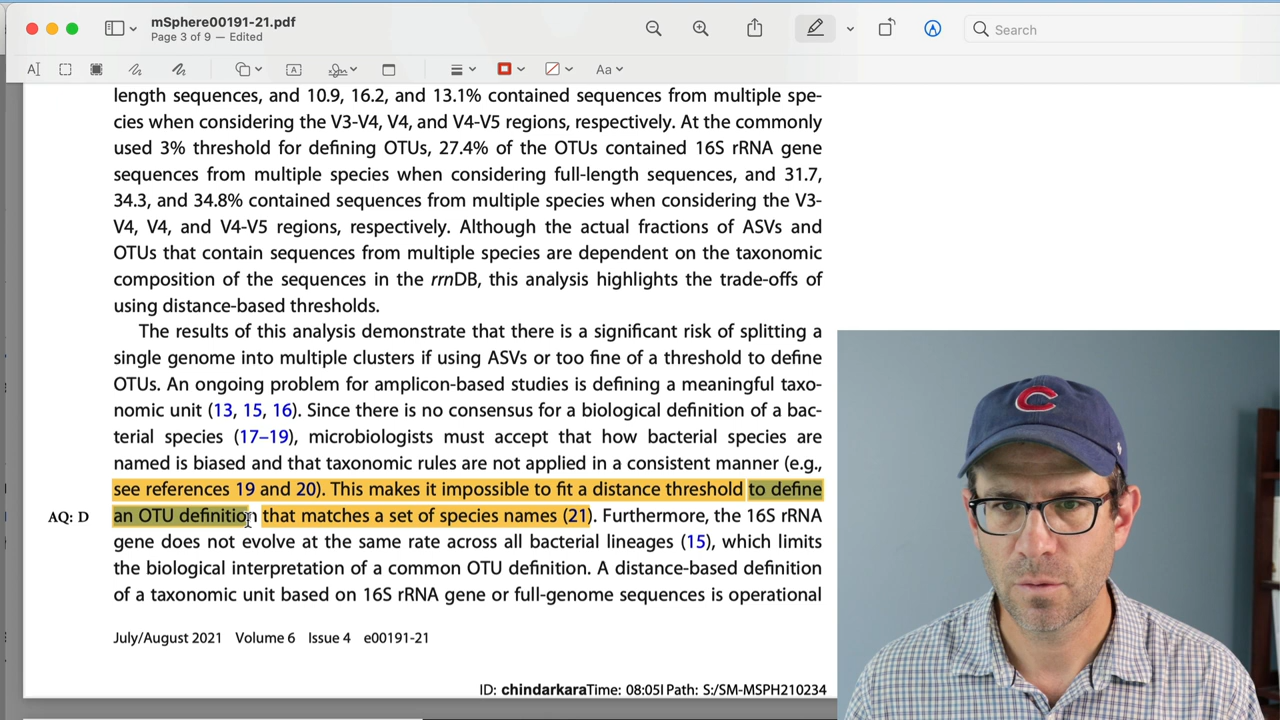 mSphere00191-21.pdf
Page 3 of 9 — Edited
Search
Aa
length sequences, and 10.9, 16.2, and 13.1% contained sequences from multiple spe-
cies when considering the V3-V4, V4, and V4-V5 regions, respectively. At the commonly
used 3% threshold for defining OTUs, 27.4% of the OTUs contained 16S rRNA gene
sequences from multiple species when considering full-length sequences, and 31.7,
34.3, and 34.8% contained sequences from multiple species when considering the V3-
V4, V4, and V4-V5 regions, respectively. Although the actual fractions of ASVs and
OTUs that contain sequences from multiple species are dependent on the taxonomic
composition of the sequences in the rrnDB, this analysis highlights the trade-offs of
using distance-based thresholds.
The results of this analysis demonstrate that there is a significant risk of splitting a
single genome into multiple clusters if using ASVs or too fine of a threshold to define
OTUs. An ongoing problem for amplicon-based studies is defining a meaningful taxo-
nomic unit (13, 15, 16). Since there is no consensus for a biological definition of a bac-
terial species (17–19), microbiologists must accept that how bacterial species are
named is biased and that taxonomic rules are not applied in a consistent manner (e.g.,
see references 19 and 20). This makes it impossible to fit a distance threshold to define
AQ: D an OTU definition that matches a set of species names (21). Furthermore, the 16S rRNA
gene does not evolve at the same rate across all bacterial lineages (15), which limits
the biological interpretation of a common OTU definition. A distance-based definition
of a taxonomic unit based on 16S rRNA gene or full-genome sequences is operational
July/August 2021 Volume 6 Issue 4 e00191-21
ID: chindarkaraTime: 08:05I Path: S:/SM-MSPH210234